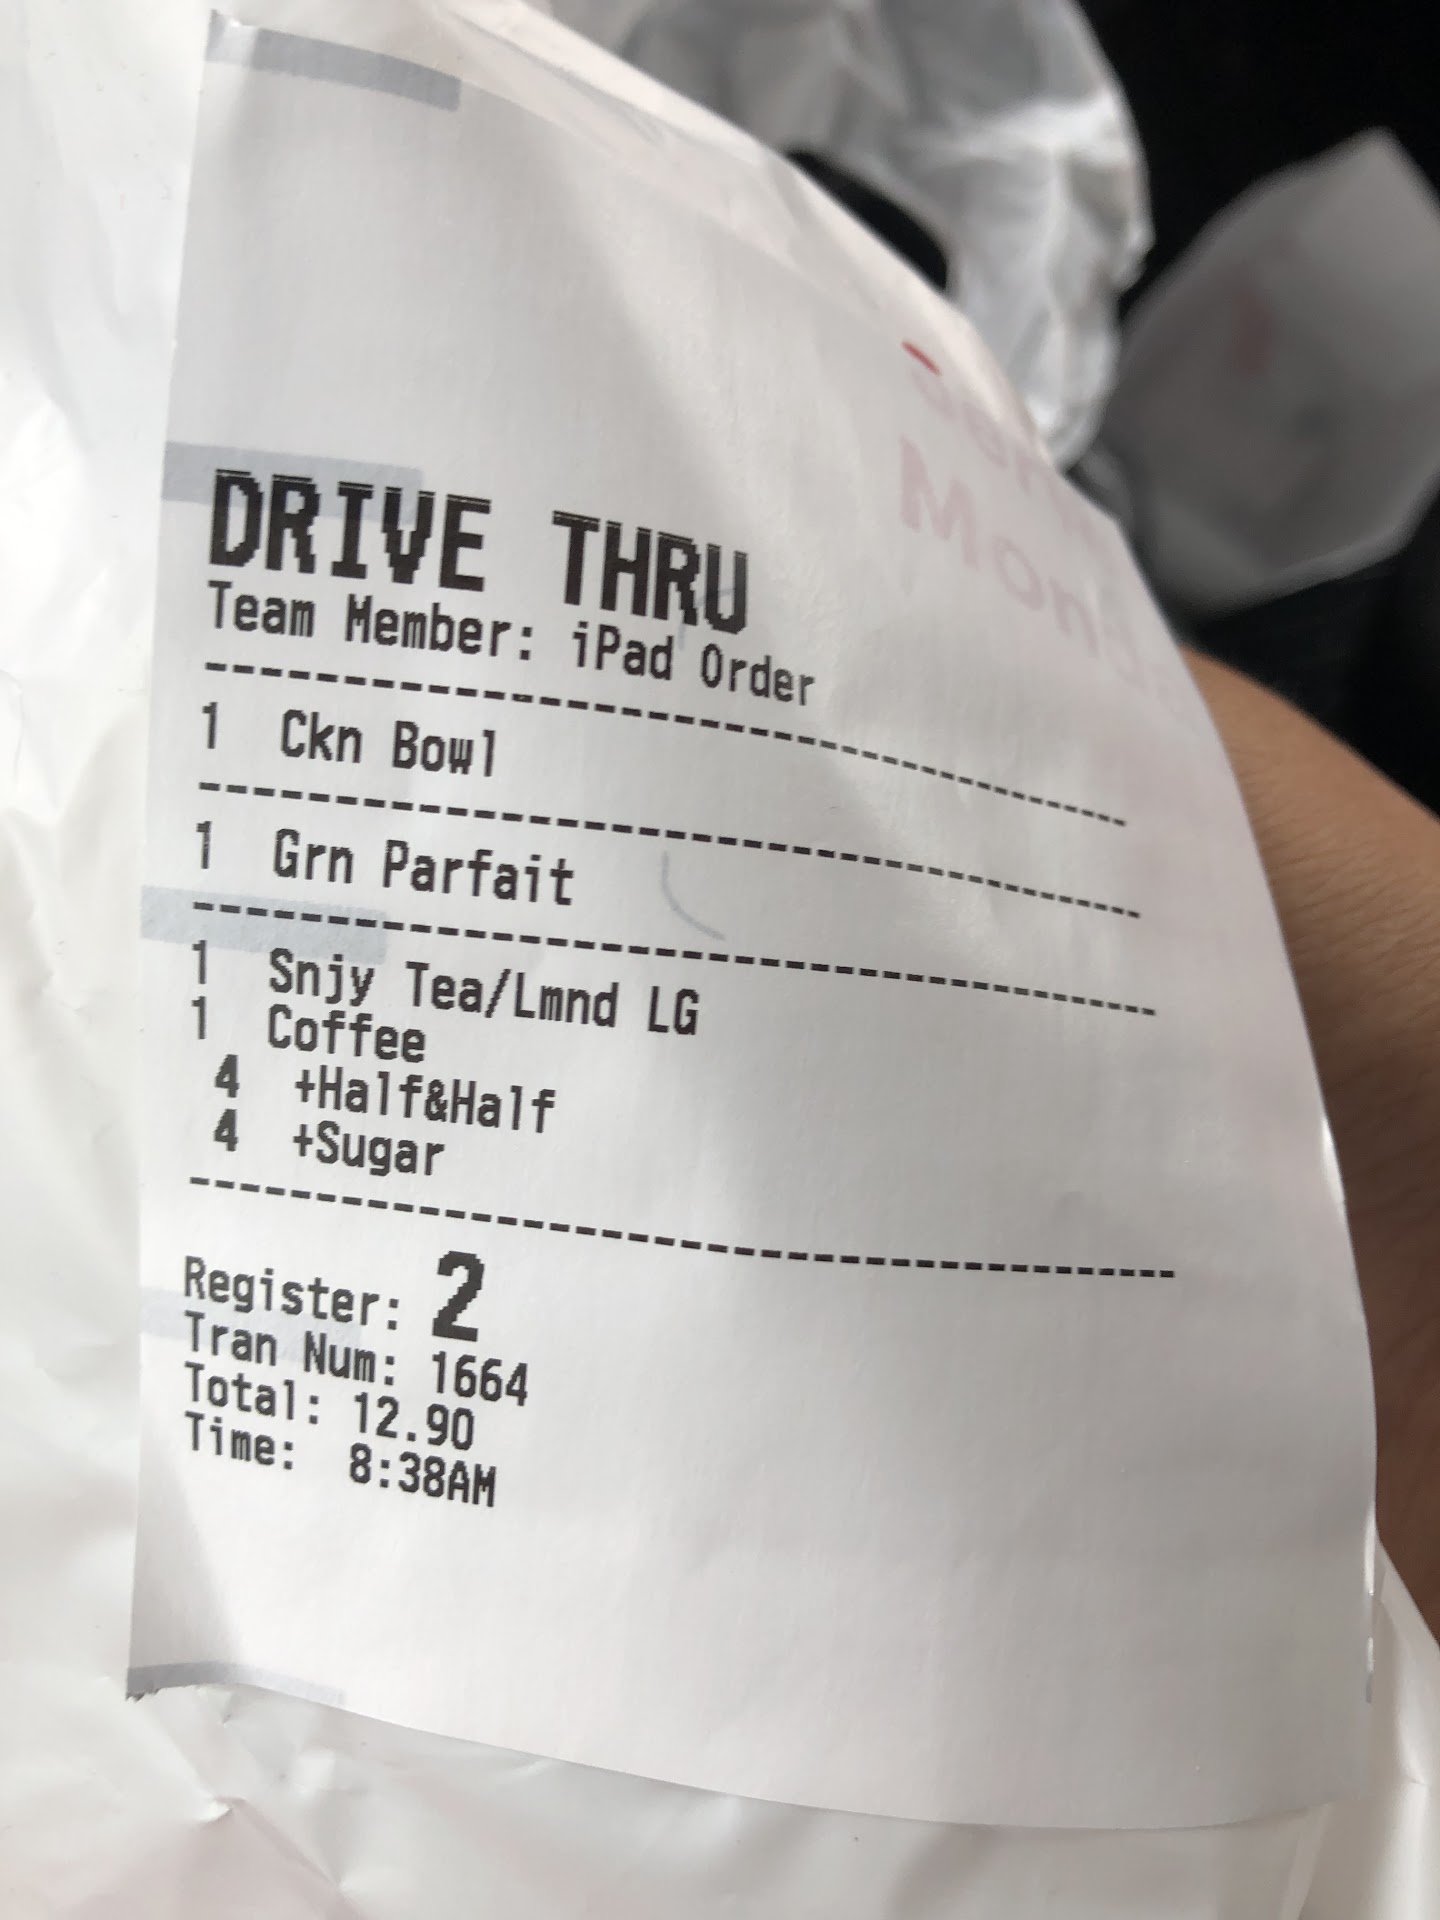 DRIVE THRU
Team Member: iPad Order
1 Ckn Bowl
1 Grn Parfait
1 Snjy Tea/Lmnd LG
1 Coffee
4 +Half&Half
4 +Sugar
Register: 2
Tran Num: 1664
Total: 12.90
Time: 8:38AM